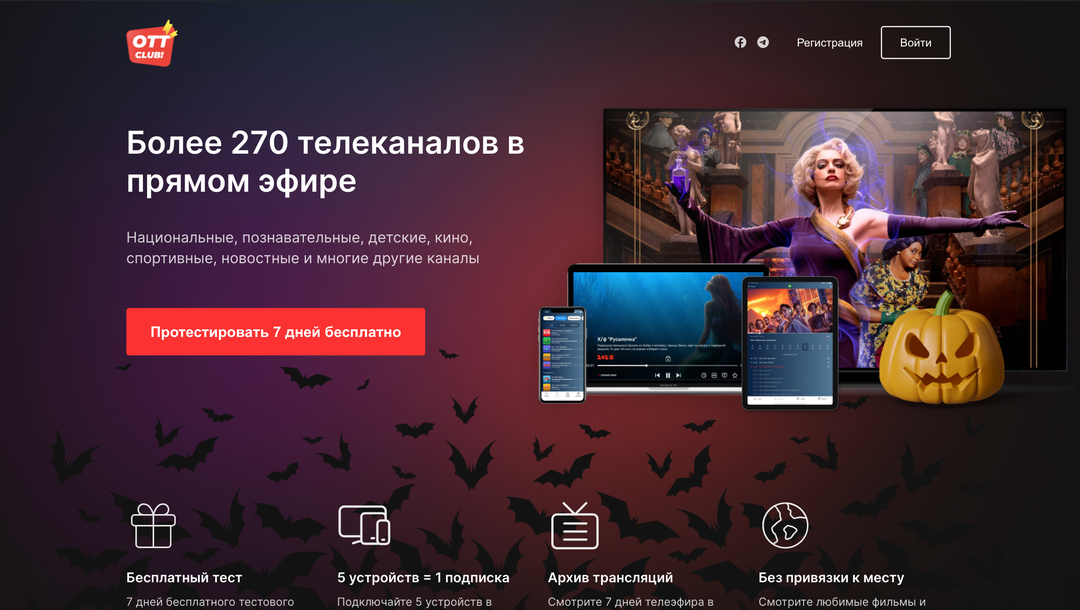 OTT
CLUB!
Регистрация
Войти
Более 270 телеканалов в
прямом эфире
Национальные, познавательные, детские, кино,
спортивные, новостные и многие другие каналы
Протестировать 7 дней бесплатно
Х/ф "Русалочка"
Бесплатный тест
7 дней бесплатного тестового
5 устройств = 1 подписка
Подключайте 5 устройств в
Архив трансляций
Смотрите 7 дней телеэфира в
Без привязки к месту
Смотрите любимые фильмы и